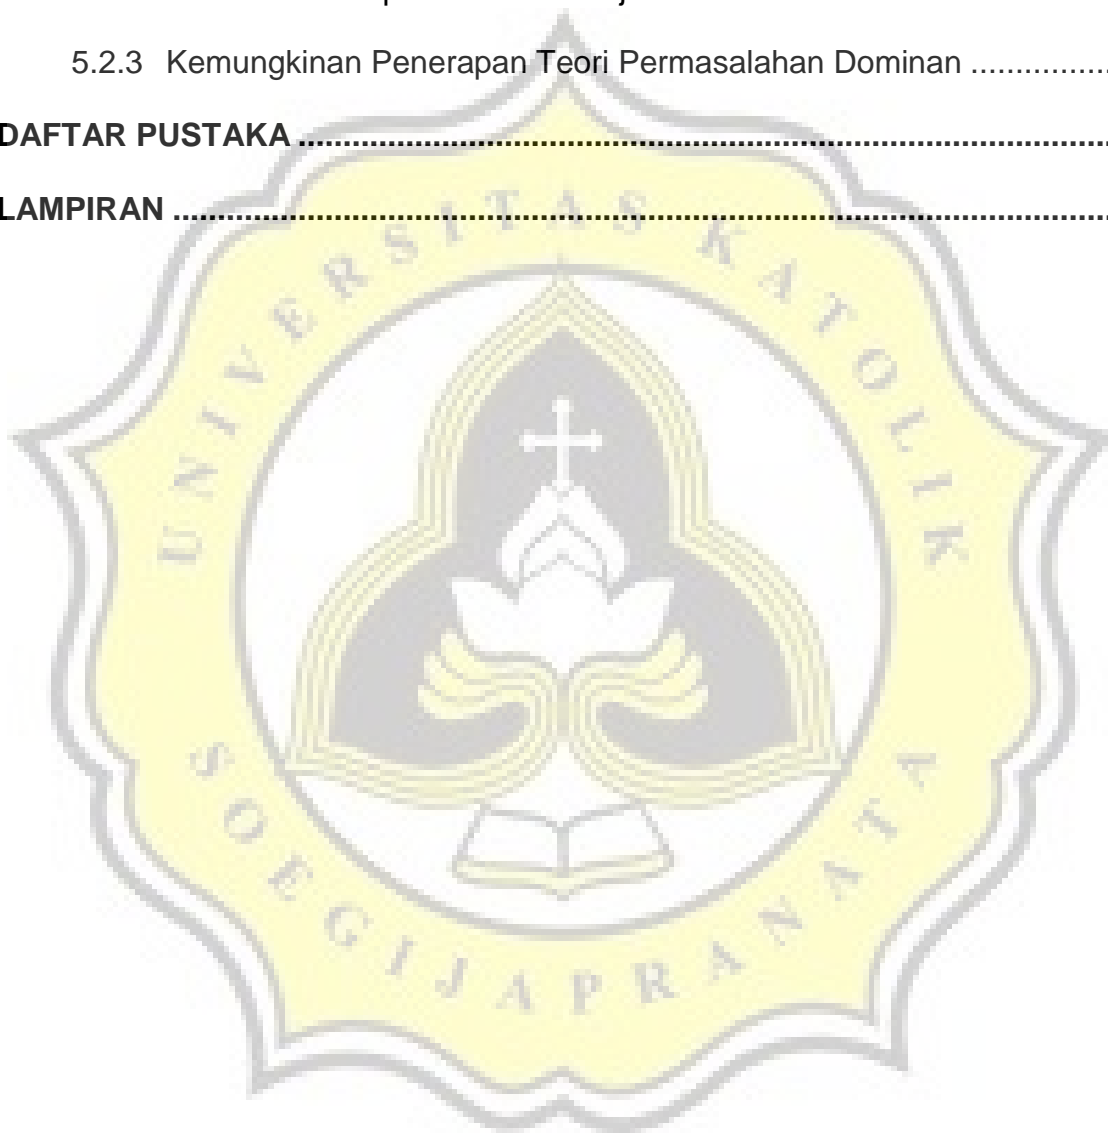 5.2.3 Kemungkinan Penerapan Teori Permasalahan Dominan ................
DAFTAR PUSTAKA ................................................................................
LAMPIRAN ................................................................................
UNIVERSITAS KATOLIK
SOEGIJAPRANATA